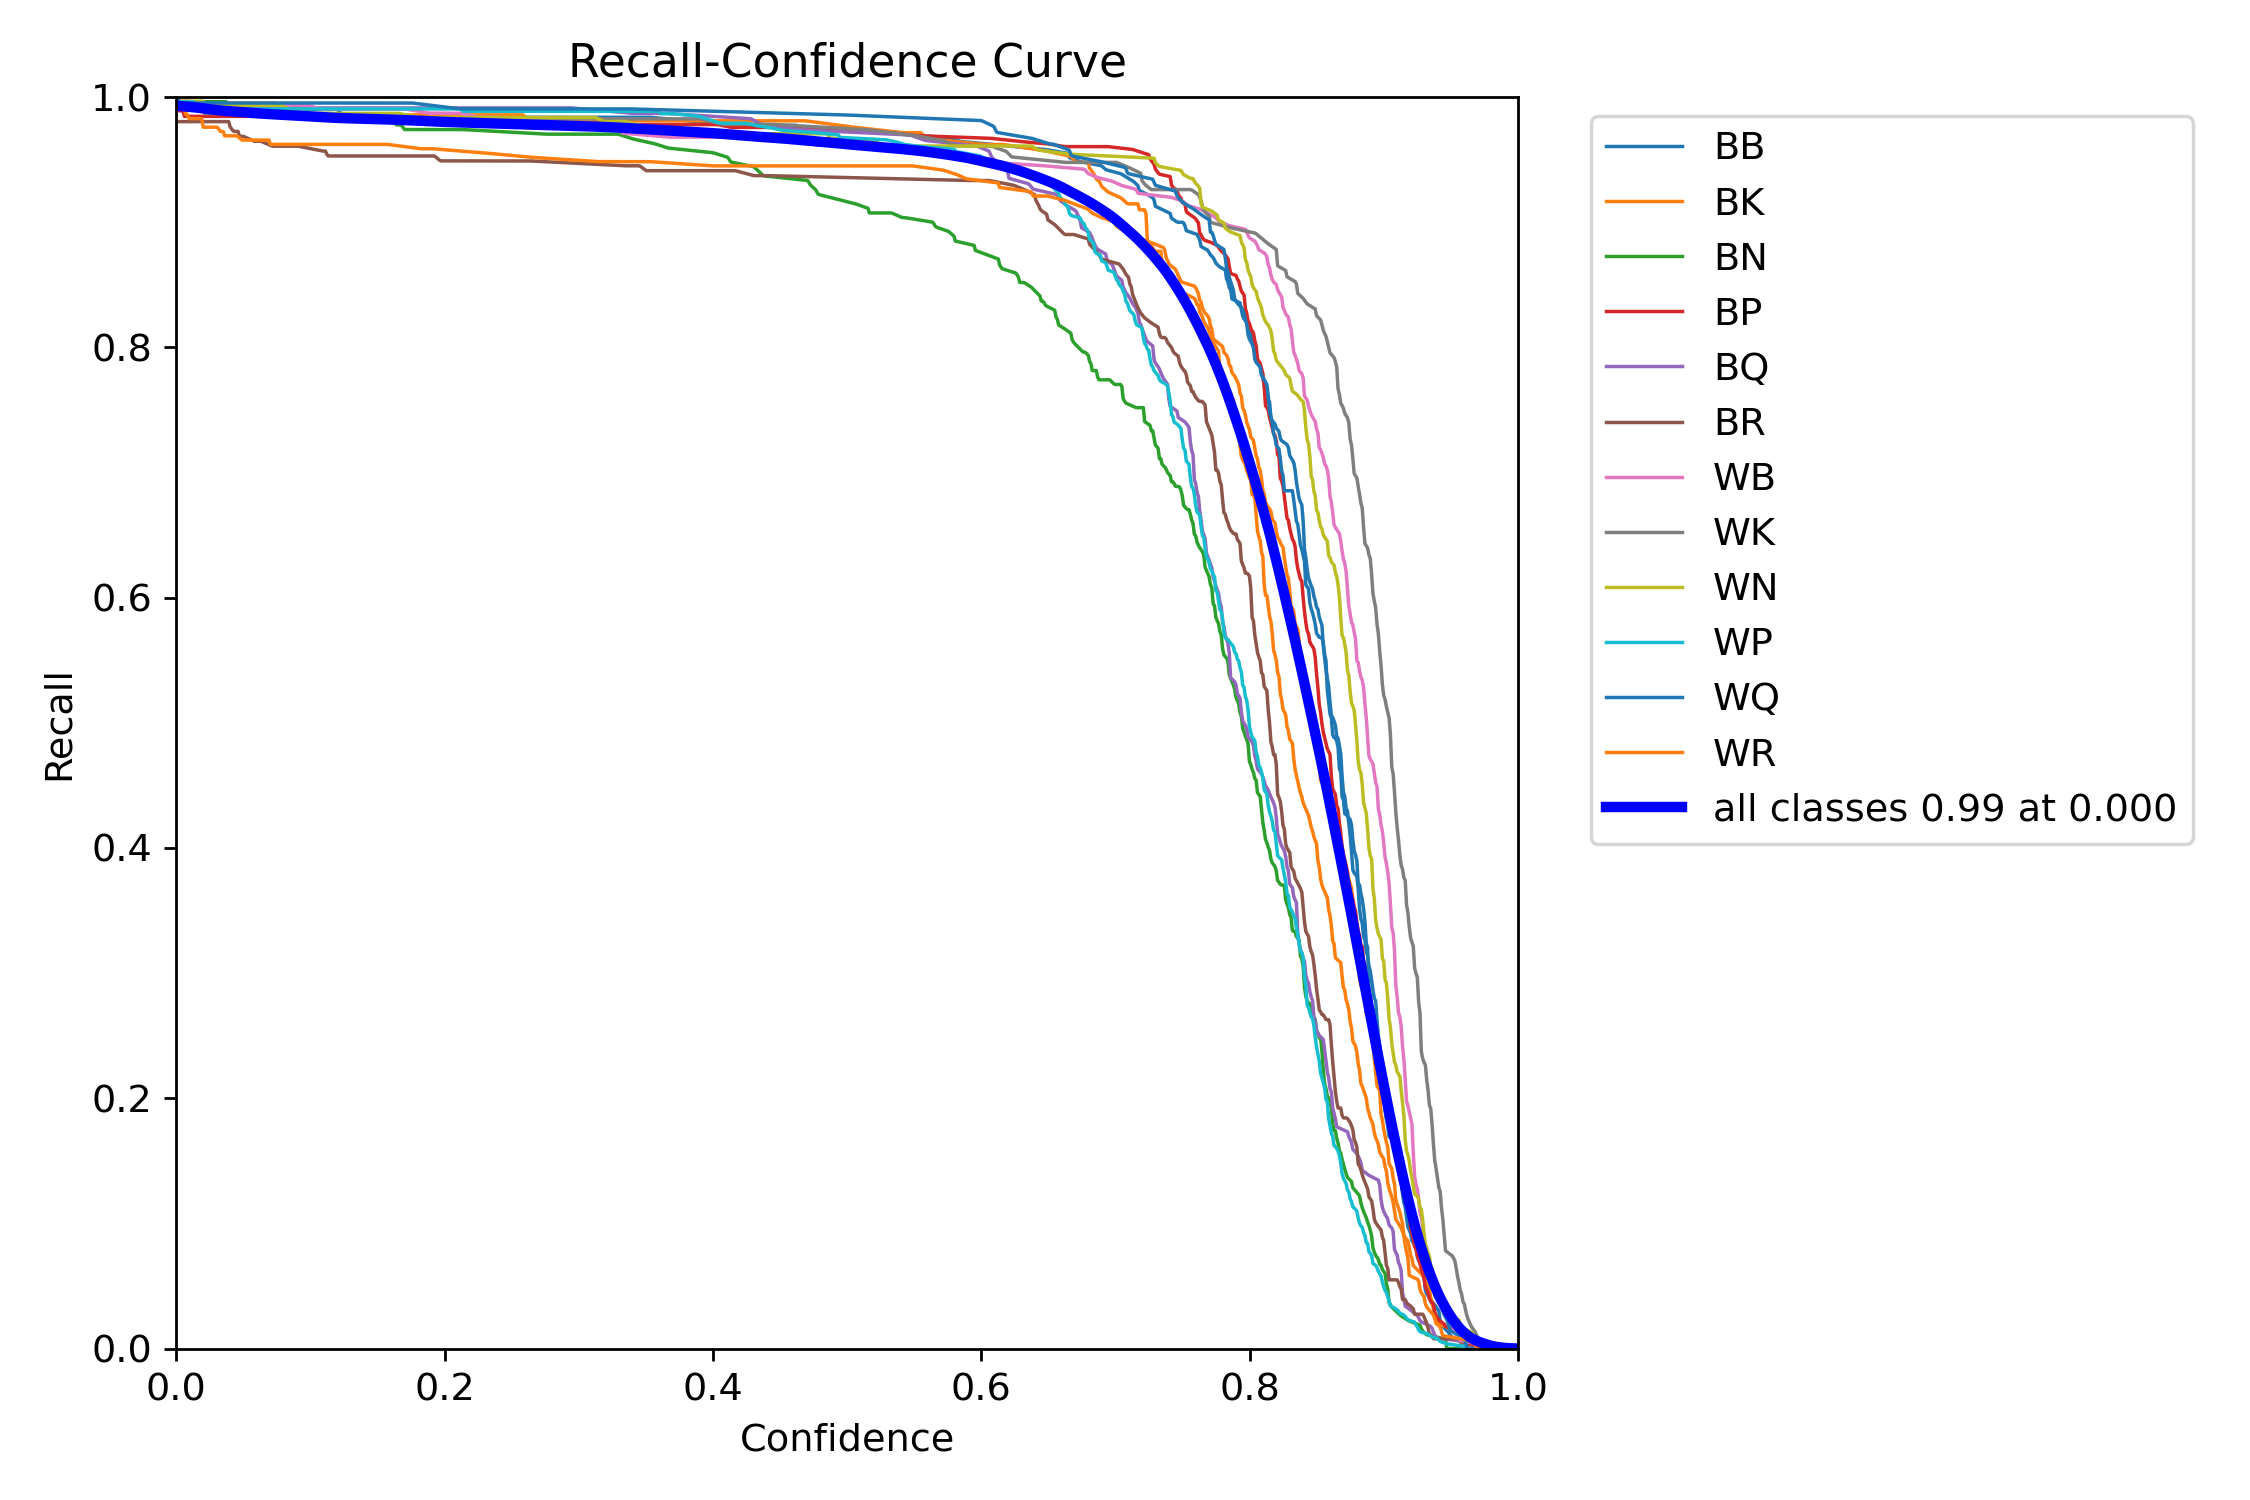 Recall-Confidence Curve
1.0
0.8
0.6
0.4
0.2
0.0
Recall
0.0 0.2 0.4 0.6 0.8 1.0
Confidence
BB
BK
BN
BP
BQ
BR
WB
WK
WN
WP
WQ
WR
all classes 0.99 at 0.000